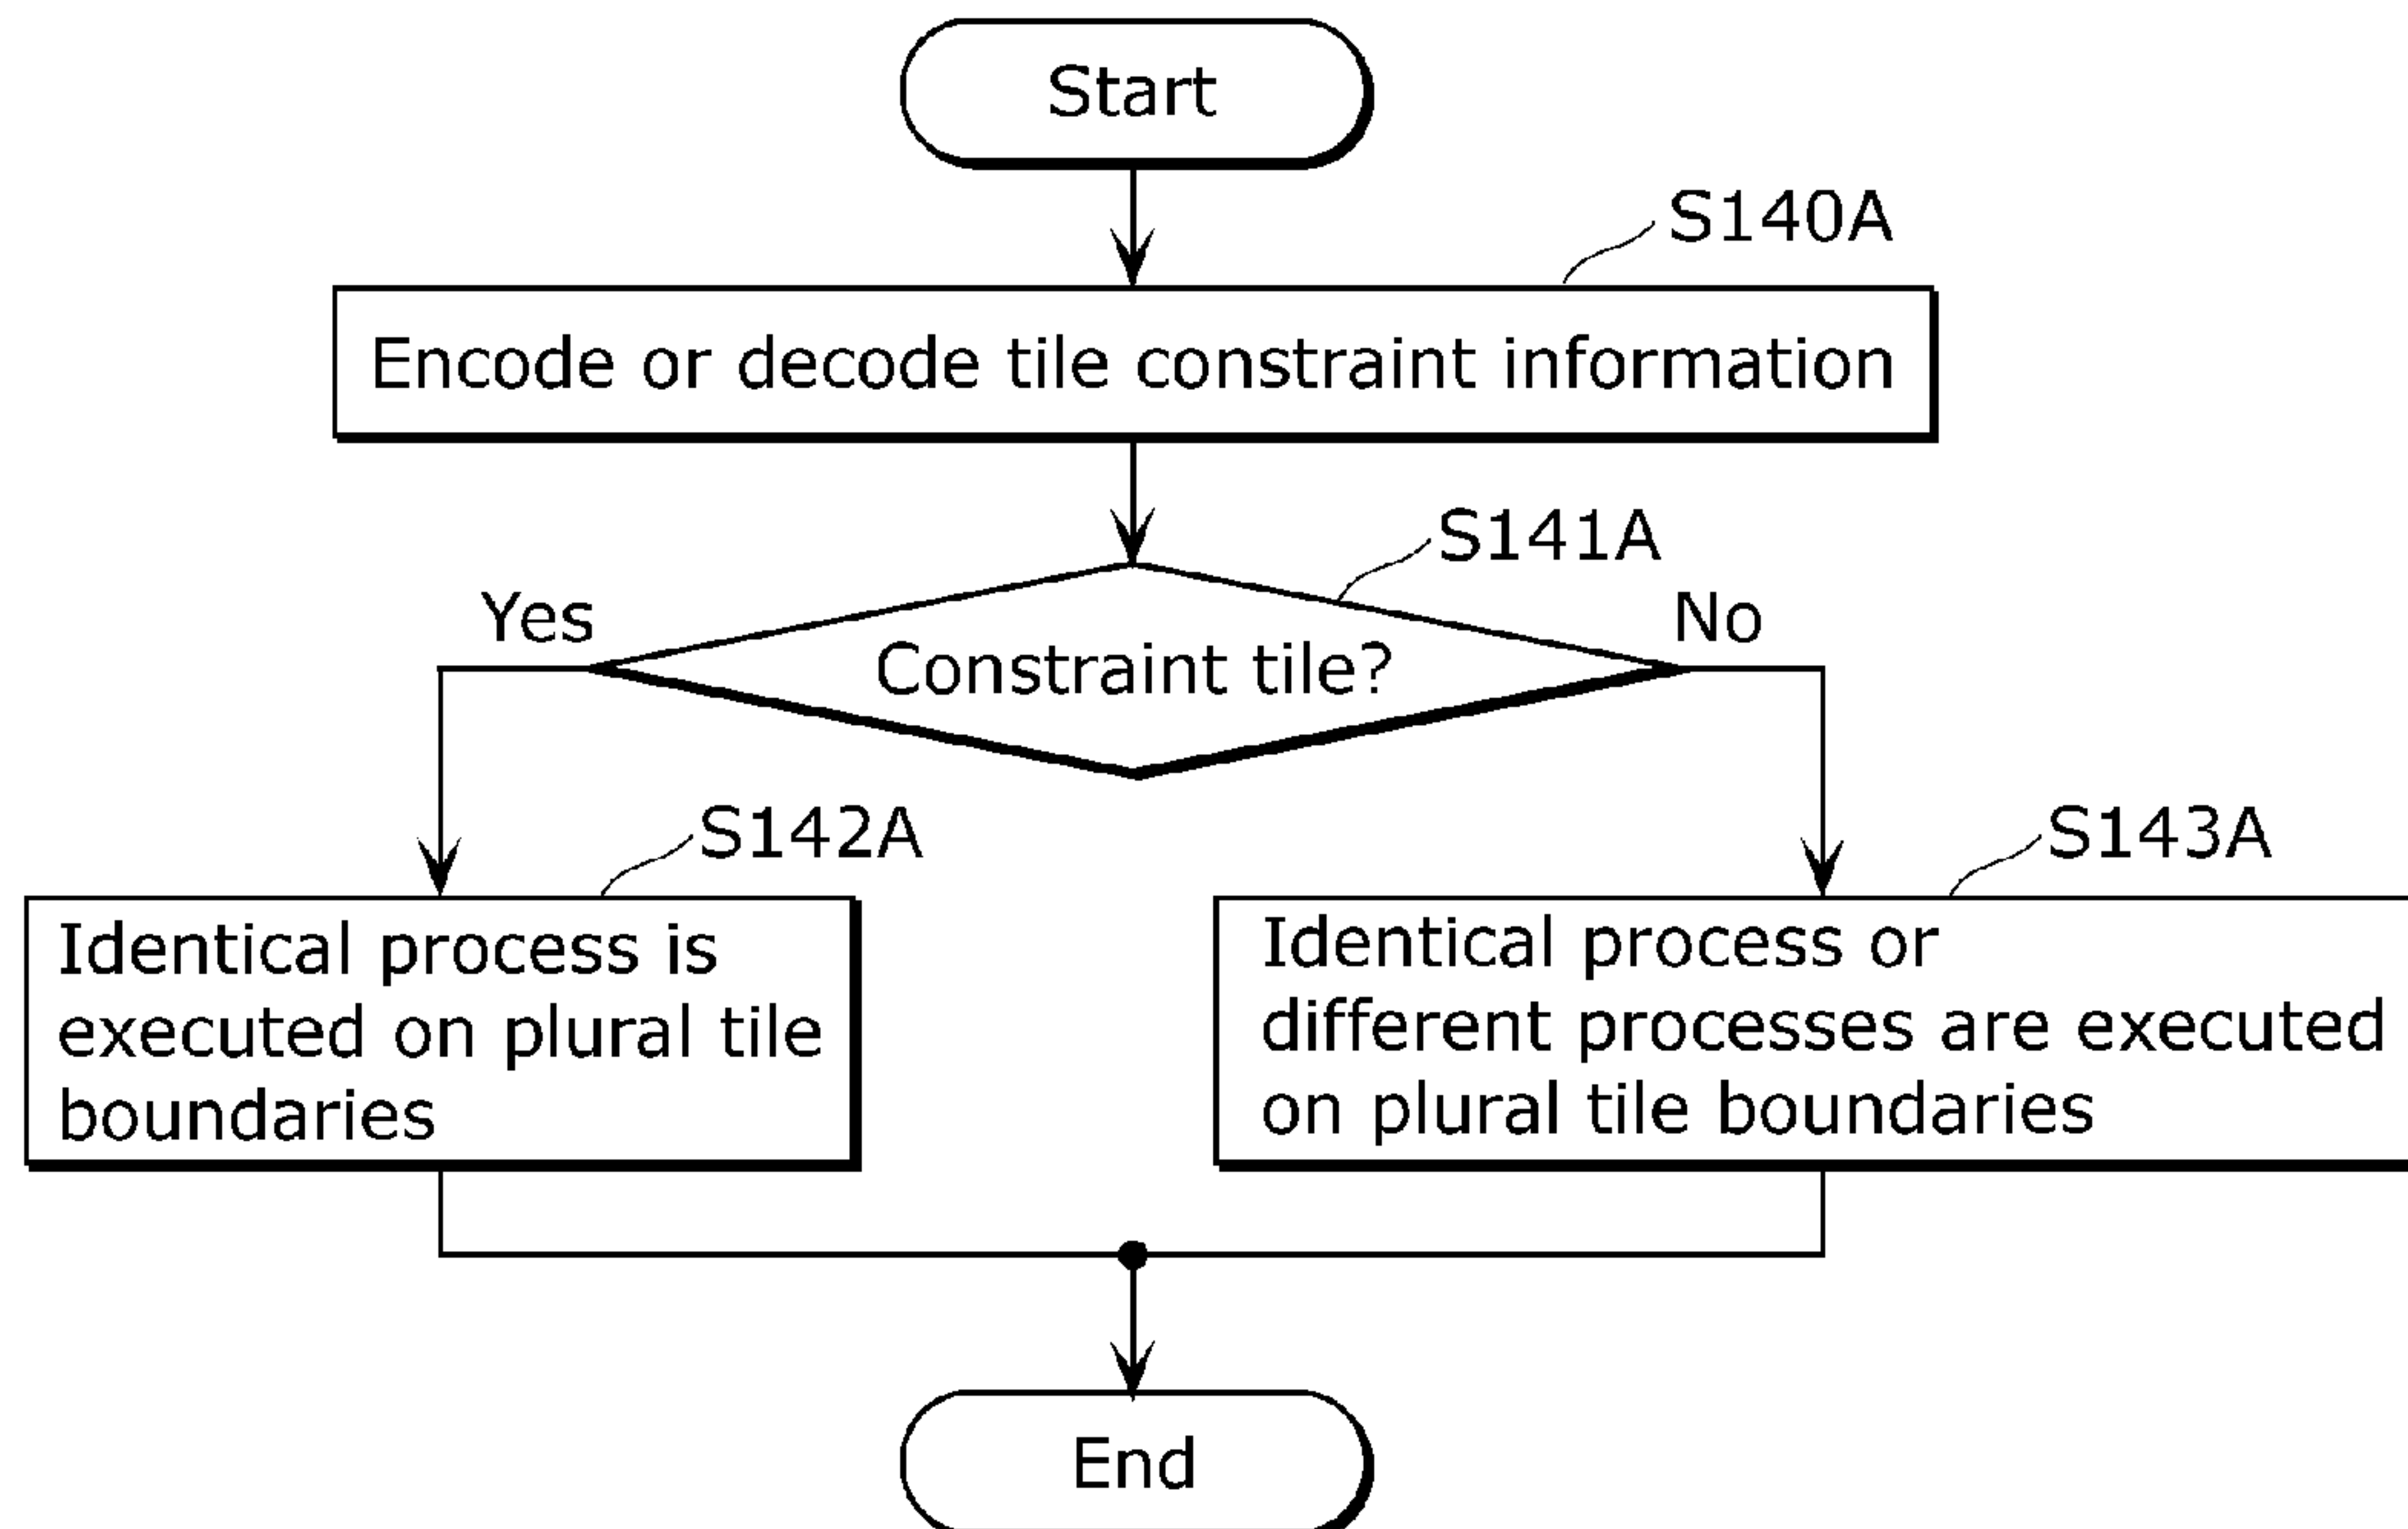 Start
S140A
Encode or decode tile constraint information
S141A
Yes
No
Constraint tile?
S142A
S143A
Identical process is
executed on plural tile
boundaries
Identical process or
different processes are executed
on plural tile boundaries
End